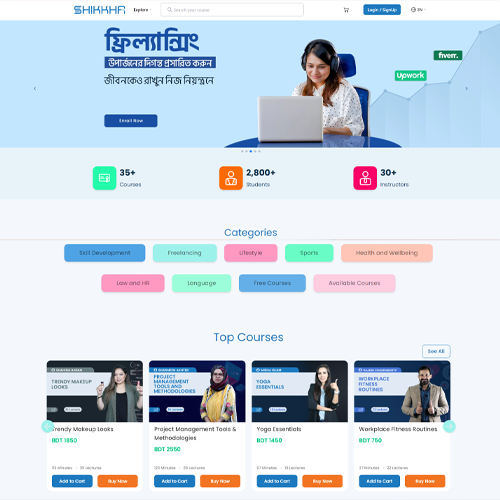 SHIKKHA
Explore
Search your course
Login / SignUp
EN
ফ্রিল্যান্সিং
উপার্জনের দিগন্ত প্রসারিত করুন
জীবনকেও রাখুন নিজ নিয়ন্ত্রনে
Upwork
fiverr.
Enroll Now
35+
Courses
2,800+
Students
30+
Instructors
Categories
Skill Development
Freelancing
Lifestyle
Sports
Health and Wellbeing
Law and HR
Language
Free Courses
Available Courses
Top Courses
See All
TRENDY MAKEUP
LOOKS
PROJECT
MANAGEMENT
TOOLS AND
METHODOLOGIES
YOGA
ESSENTIALS
WORKPLACE
FITNESS
ROUTINES
Trendy Makeup Looks
BDT 1850
Project Management Tools &
Methodologies
BDT 2550
Yoga Essentials
BDT 1450
Workplace Fitness Routines
BDT 750
Add to Cart
Buy Now
Add to Cart
Buy Now
Add to Cart
Buy Now
Add to Cart
Buy Now